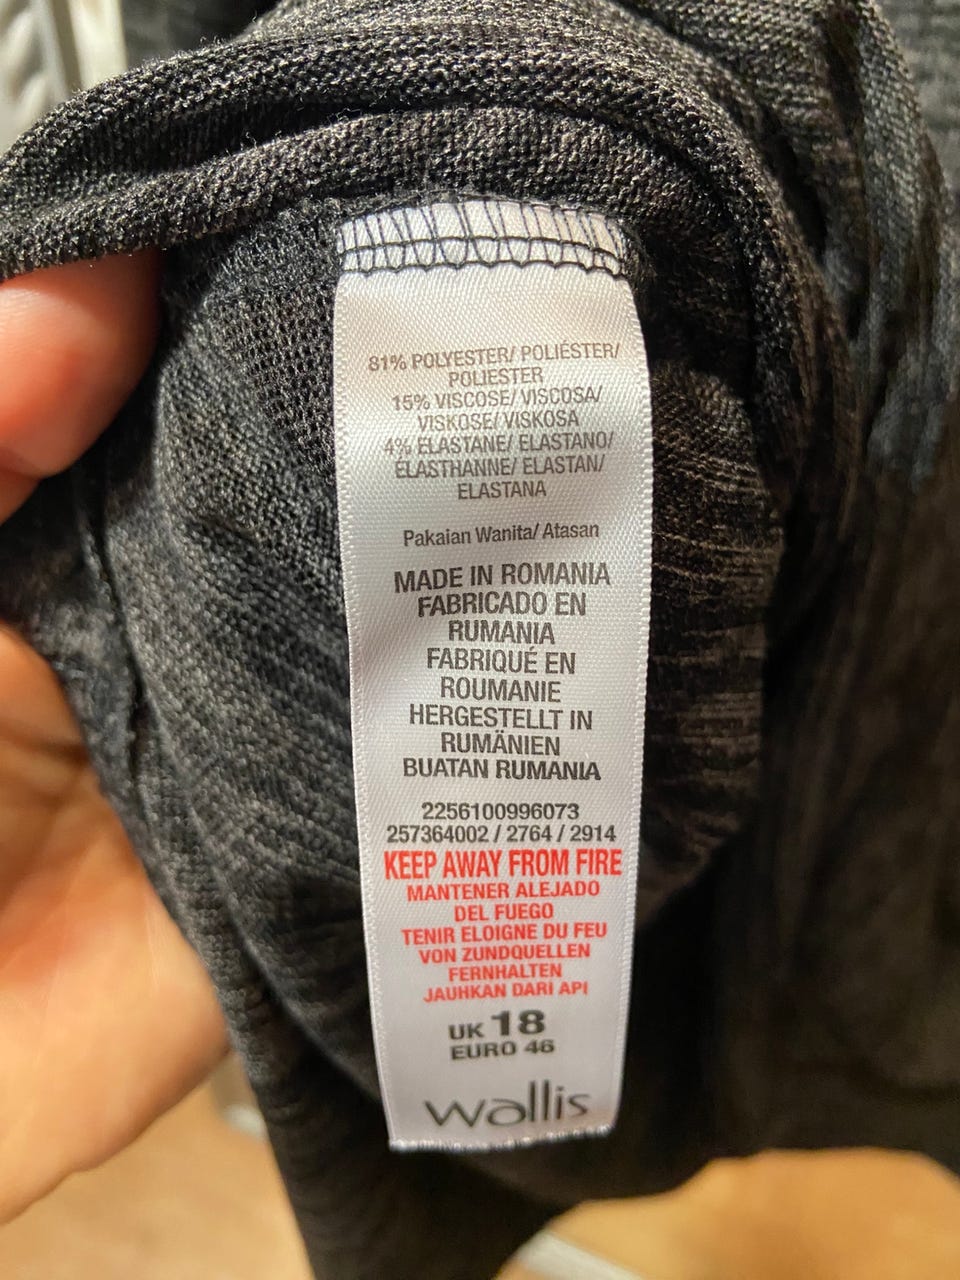 81% POLYESTER/ POLIÉSTER/
POLIESTER
15% VISCOSE/ VISCOSA/
VISKOSE/ VISKOSA
4% ELASTANE/ ELASTANO/
ELASTHANNE/ ELASTAN/
ELASTANA
Pakaian Wanita/ Atasan
MADE IN ROMANIA
FABRICADO EN
RUMANIA
FABRIQUÉ EN
ROUMANIE
HERGESTELLT IN
RUMÄNIEN
BUATAN RUMANIA
2256100996073
257364002 / 2764 / 2914
KEEP AWAY FROM FIRE
MANTENER ALEJADO
DEL FUEGO
TENIR ELOIGNE DU FEU
VON ZUNDQUELLEN
FERNHALTEN
JAUHKAN DARI API
UK 18
EURO 46
wallis